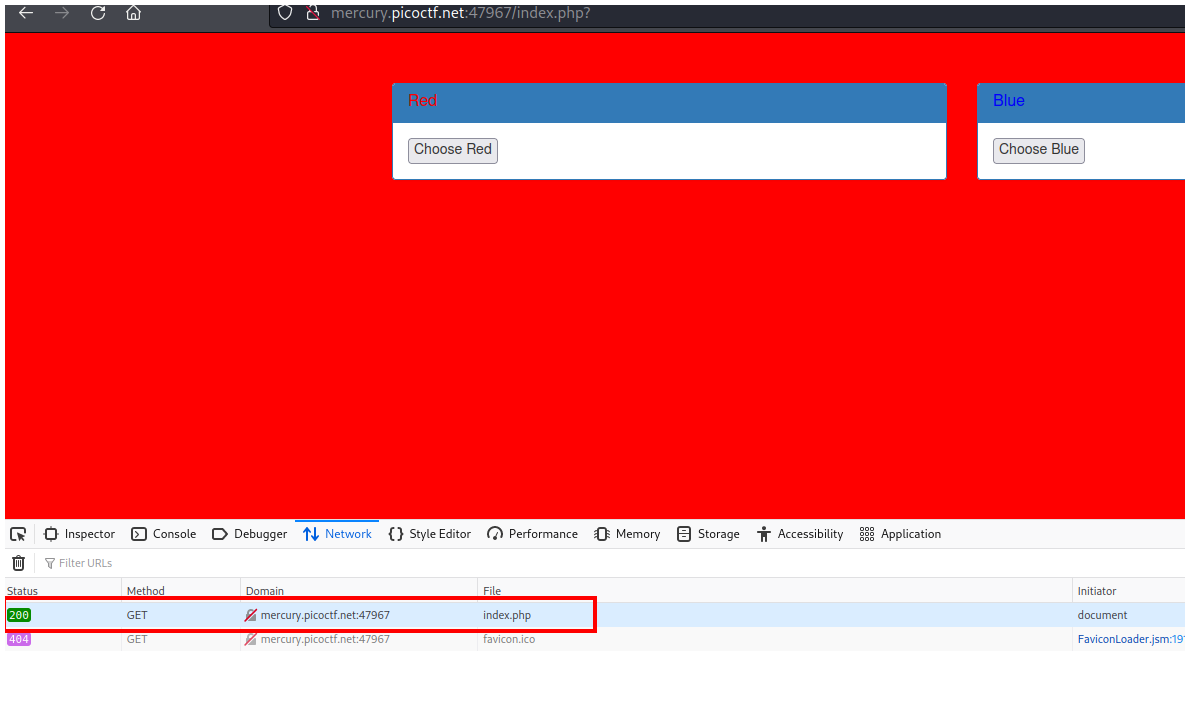 mercury.picoctf.net:47967/index.php?
Red Blue
Choose Red Choose Blue
Inspector Console Debugger Network Style Editor Performance Memory Storage Accessibility Application
Filter URLs
Status Method Domain File Initiator
200 GET mercury.picoctf.net:47967 index.php document
404 GET mercury.picoctf.net:47967 favicon.ico FaviconLoader.jsm:19